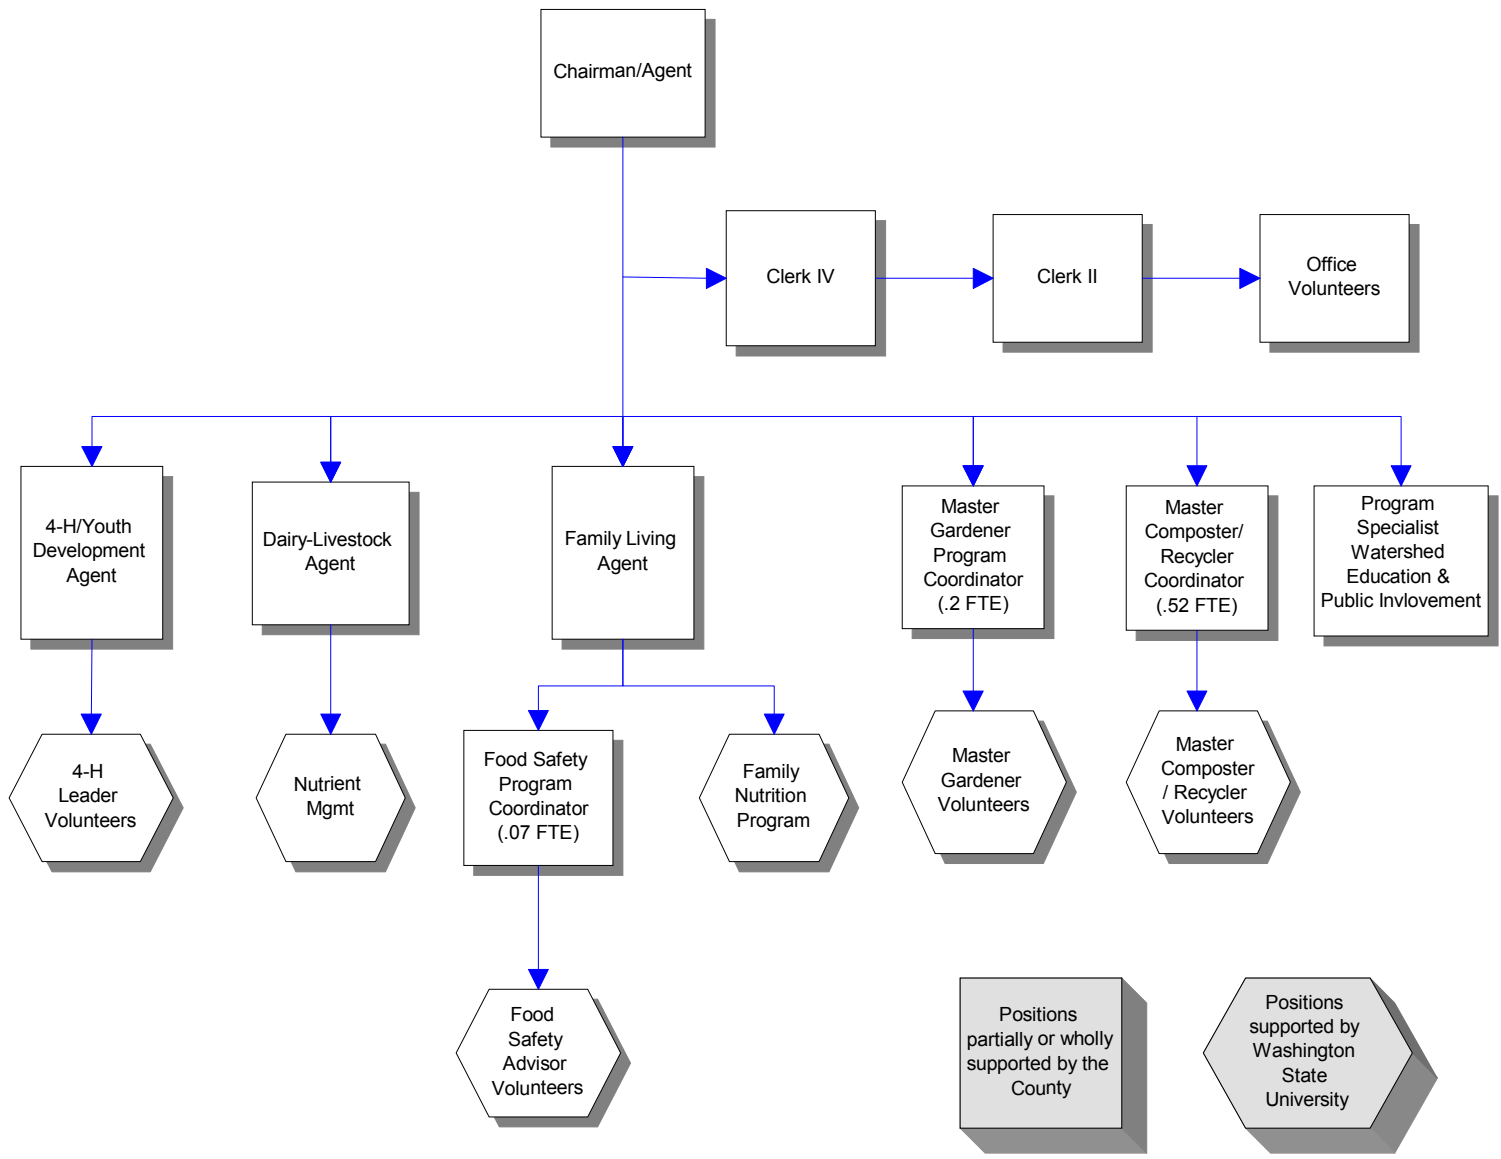 Chairman/Agent
Clerk IV
Clerk II
Office
Volunteers
4-H/Youth
Development
Agent
Dairy-Livestock
Agent
Family Living
Agent
Master
Gardener
Program
Coordinator
(.2 FTE)
Master
Composter/
Recycler
Coordinator
(.52 FTE)
Program
Specialist
Watershed
Education &
Public Invlovement
4-H
Leader
Volunteers
Nutrient
Mgmt
Food Safety
Program
Coordinator
(.07 FTE)
Family
Nutrition
Program
Master
Gardener
Volunteers
Master
Composter
/ Recycler
Volunteers
Food
Safety
Advisor
Volunteers
Positions
partially or wholly
supported by the
County
Positions
supported by
Washington
State
University